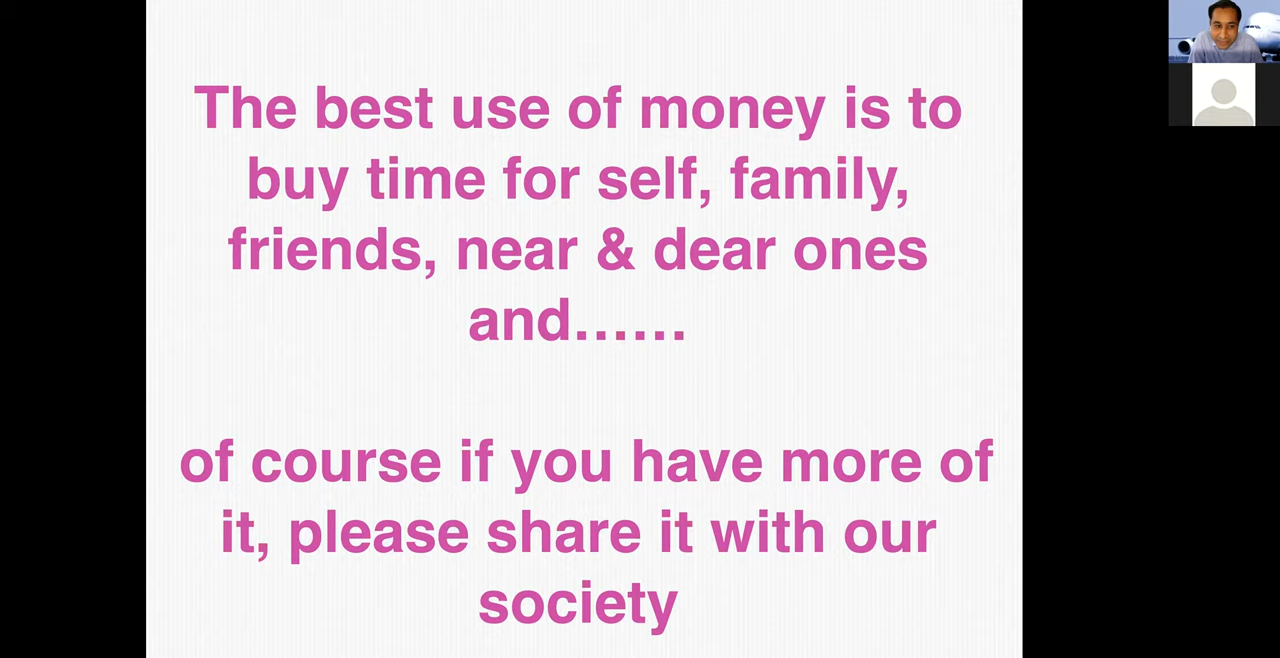 The best use of money is to
buy time for self, family,
friends, near & dear ones
and......
of course if you have more of
it, please share it with our
society